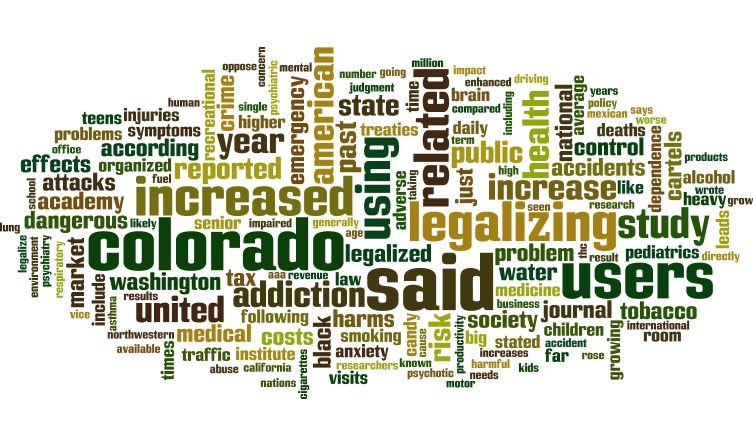 million
oppose
concern
mental
american
number
going
impact
judgment
time
enhanced
driving
psychiatric
emergency
recreational
crime
related
brain
health
including
national
average
years
human
single
state
compared
policy
mexican
says
teens
injuries
higher
past
treaties
daily
deaths
worse
problems
symptoms
year
using
term
public
control
dependence
cartels
office
according
adverse
taking
just
high
products
effects
organized
reported
accidents
alcohol
school
attacks
fuel
increased
increase
like
wrote
academy
heavy
grow
lung
dangerous
likely
senior
impaired
generally
legalizing
seen
research
study
leads
legalize
environment
psychiatry
respiratory
market
colorado
age
legalized
said
problem
thc
result
pediatrics
directly
include
washington
tax
aaa
revenue
law
water
users
asthma
results
united
addiction
medicine
business
journal
tobacco
vice
following
harms
candy
cause
risk
productivity
society
northwestern
medical
costs
black
smoking
big
stated
children
international
available
times
traffic
institute
anxiety
increases
accident
far
rose
growing
room
abuse
california
cigarettes
researchers
known
harmful
nations
visits
psychotic
needs
kids
motor